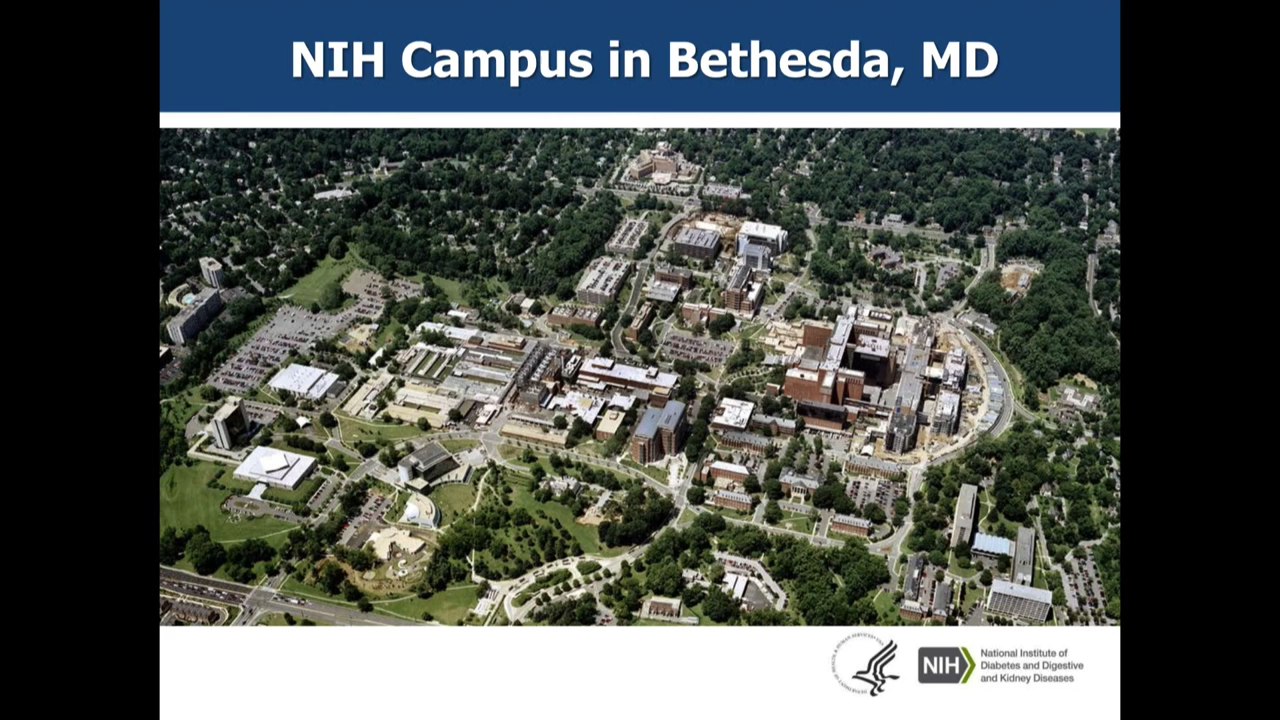 NIH Campus in Bethesda, MD
NIH
National Institute of
Diabetes and Digestive
and Kidney Diseases